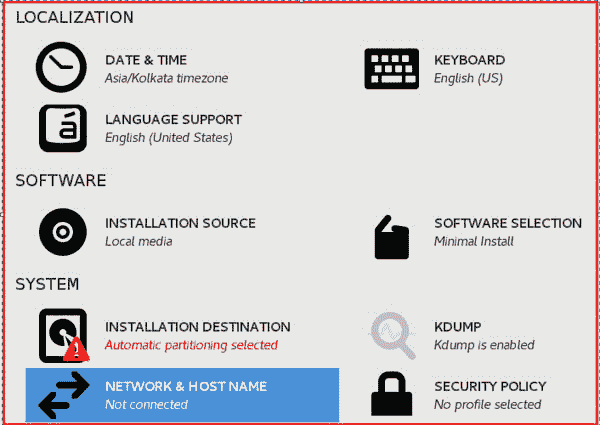 LOCALIZATION
DATE & TIME
Asia/Kolkata timezone
KEYBOARD
English (US)
LANGUAGE SUPPORT
English (United States)
SOFTWARE
INSTALLATION SOURCE
Local media
SOFTWARE SELECTION
Minimal Install
SYSTEM
INSTALLATION DESTINATION
Automatic partitioning selected
KDUMP
Kdump is enabled
NETWORK & HOST NAME
Not connected
SECURITY POLICY
No profile selected